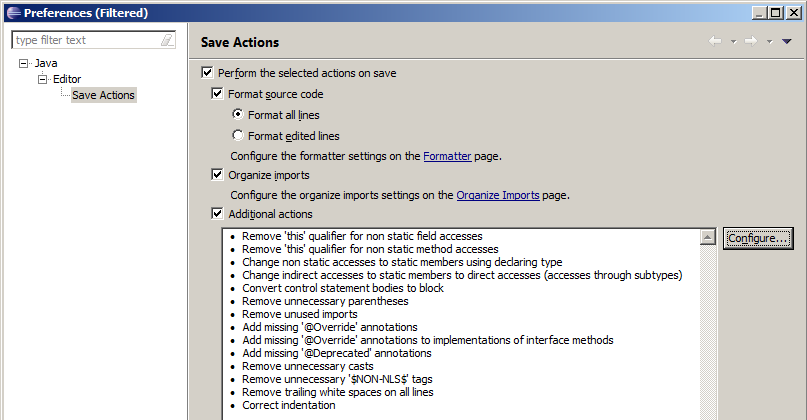 Preferences (Filtered)
type filter text
Java
Editor
Save Actions
Save Actions
Perform the selected actions on save
Format source code
Format all lines
Format edited lines
Configure the formatter settings on the Formatter page.
Organize imports
Configure the organize imports settings on the Organize Imports page.
Additional actions
• Remove 'this' qualifier for non static field accesses
• Remove 'this' qualifier for non static method accesses
• Change non static accesses to static members using declaring type
• Change indirect accesses to static members to direct accesses (accesses through subtypes)
• Convert control statement bodies to block
• Remove unnecessary parentheses
• Remove unused imports
• Add missing '@Override' annotations
• Add missing '@Override' annotations to implementations of interface methods
• Add missing '@Deprecated' annotations
• Remove unnecessary casts
• Remove unnecessary '$NON-NLS$' tags
• Remove trailing white spaces on all lines
• Correct indentation
Configure...